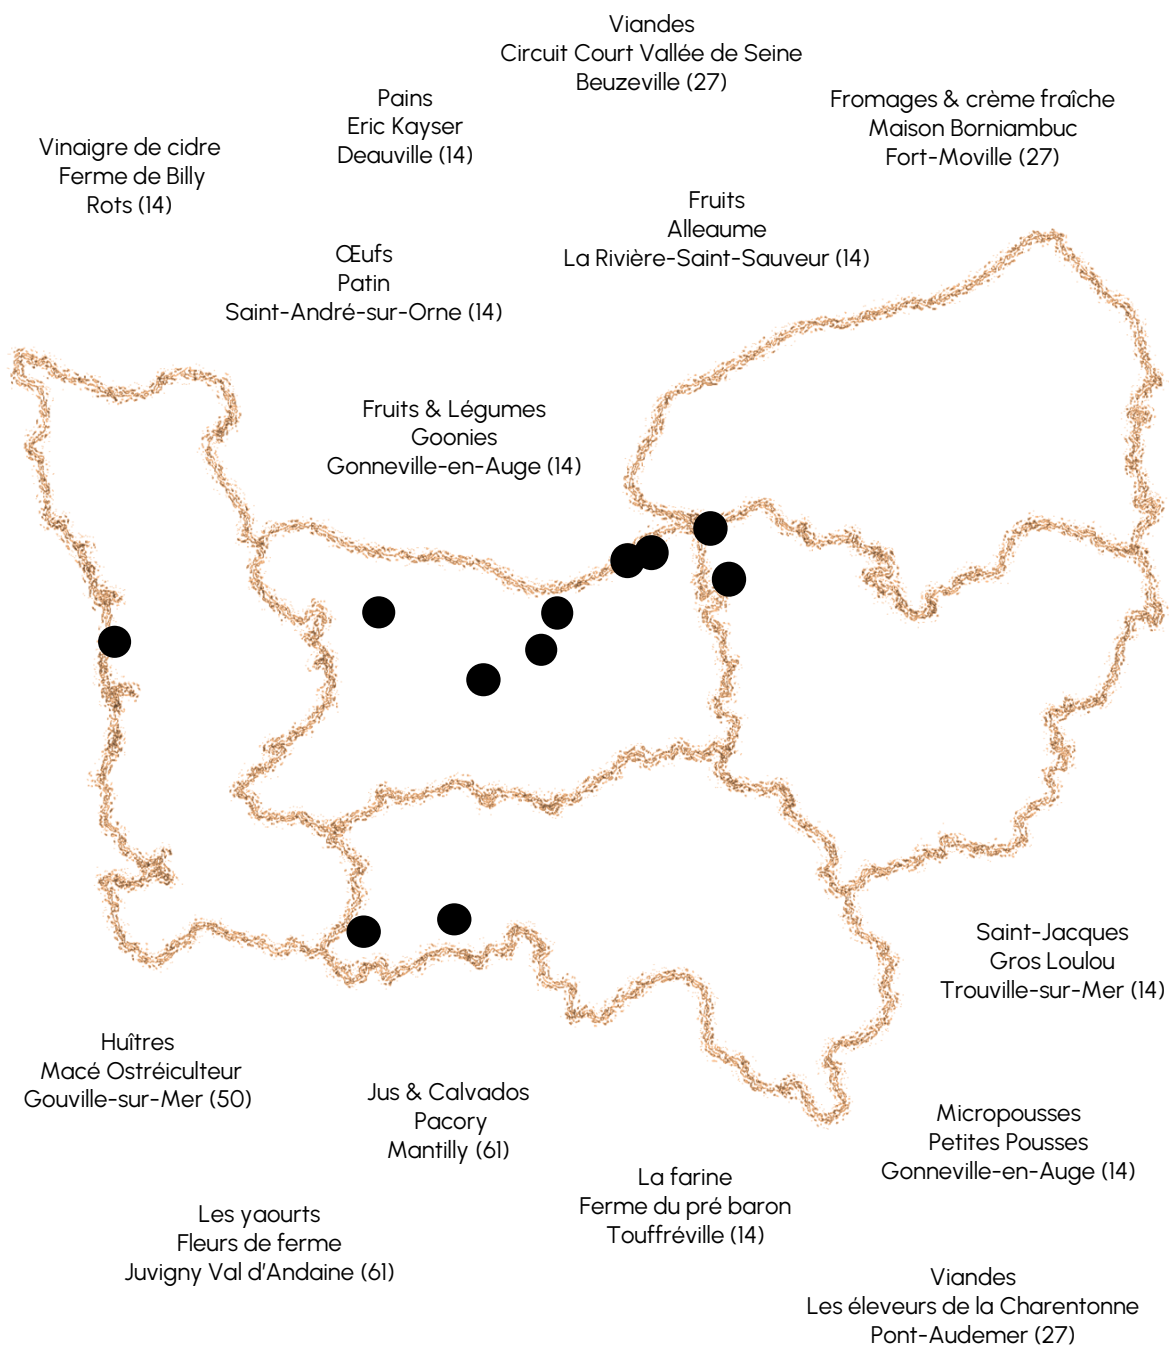 Viandes
Circuit Court Vallée de Seine
Beuzeville (27)
Pains
Eric Kayser
Deauville (14)
Fromages & crème fraîche
Maison Borniambuc
Fort-Moville (27)
Vinaigre de cidre
Ferme de Billy
Rots (14)
Fruits
Alleaume
La Rivière-Saint-Sauveur (14)
Œufs
Patin
Saint-André-sur-Orne (14)
Fruits & Légumes
Goonies
Gonneville-en-Auge (14)
Saint-Jacques
Gros Loulou
Trouville-sur-Mer (14)
Huîtres
Macé Ostréiculteur
Gouville-sur-Mer (50)
Jus & Calvados
Pacory
Mantilly (61)
Micropousses
Petites Pousses
Gonneville-en-Auge (14)
La farine
Ferme du pré baron
Touffréville (14)
Les yaourts
Fleurs de ferme
Juvigny Val d'Andaine (61)
Viandes
Les éleveurs de la Charentonne
Pont-Audemer (27)